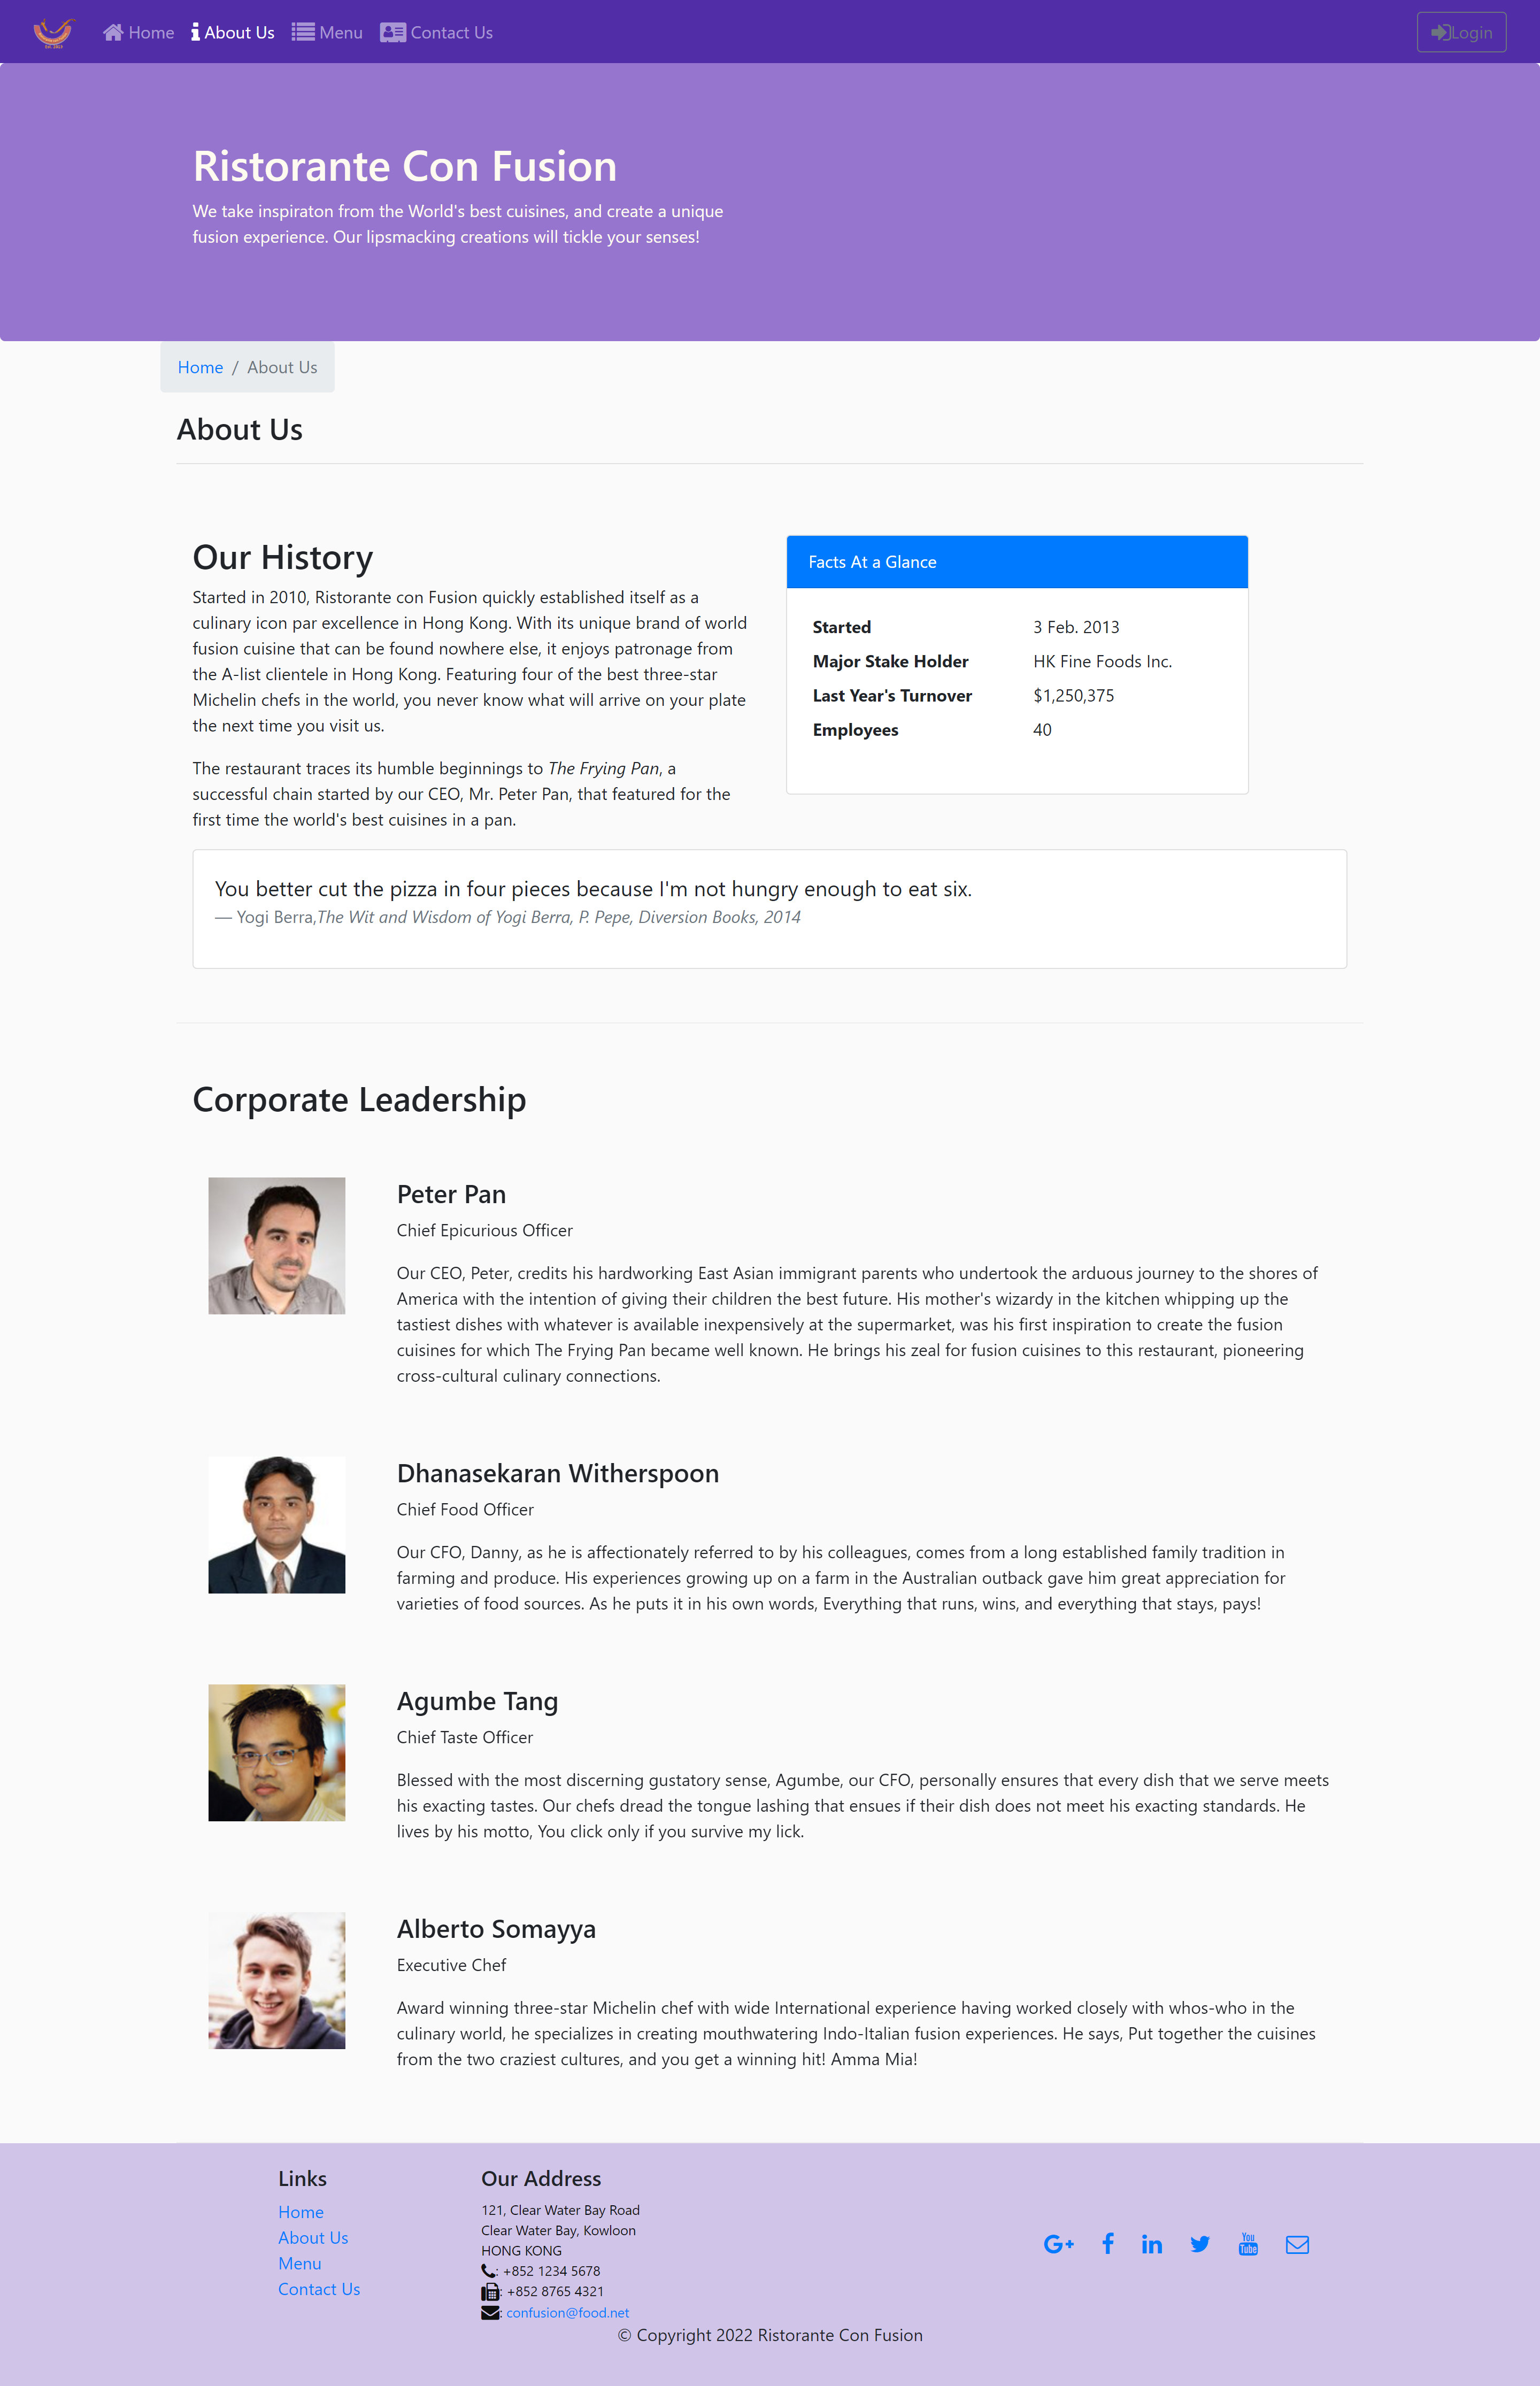 Home About Us Menu Contact Us Login
Ristorante Con Fusion
We take inspiraton from the World's best cuisines, and create a unique
fusion experience. Our lipsmacking creations will tickle your senses!
Home / About Us
About Us
Our History
Started in 2010, Ristorante con Fusion quickly established itself as a
culinary icon par excellence in Hong Kong. With its unique brand of world
fusion cuisine that can be found nowhere else, it enjoys patronage from
the A-list clientele in Hong Kong. Featuring four of the best three-star
Michelin chefs in the world, you never know what will arrive on your plate
the next time you visit us.
The restaurant traces its humble beginnings to The Frying Pan, a
successful chain started by our CEO, Mr. Peter Pan, that featured for the
first time the world's best cuisines in a pan.
Facts At a Glance
Started 3 Feb. 2013
Major Stake Holder HK Fine Foods Inc.
Last Year's Turnover $1,250,375
Employees 40
You better cut the pizza in four pieces because I'm not hungry enough to eat six.
— Yogi Berra,The Wit and Wisdom of Yogi Berra, P. Pepe, Diversion Books, 2014
Corporate Leadership
Peter Pan
Chief Epicurious Officer
Our CEO, Peter, credits his hardworking East Asian immigrant parents who undertook the arduous journey to the shores of
America with the intention of giving their children the best future. His mother's wizardy in the kitchen whipping up the
tastiest dishes with whatever is available inexpensively at the supermarket, was his first inspiration to create the fusion
cuisines for which The Frying Pan became well known. He brings his zeal for fusion cuisines to this restaurant, pioneering
cross-cultural culinary connections.
Dhanasekaran Witherspoon
Chief Food Officer
Our CFO, Danny, as he is affectionately referred to by his colleagues, comes from a long established family tradition in
farming and produce. His experiences growing up on a farm in the Australian outback gave him great appreciation for
varieties of food sources. As he puts it in his own words, Everything that runs, wins, and everything that stays, pays!
Agumbe Tang
Chief Taste Officer
Blessed with the most discerning gustatory sense, Agumbe, our CFO, personally ensures that every dish that we serve meets
his exacting tastes. Our chefs dread the tongue lashing that ensues if their dish does not meet his exacting standards. He
lives by his motto, You click only if you survive my lick.
Alberto Somayya
Executive Chef
Award winning three-star Michelin chef with wide International experience having worked closely with whos-who in the
culinary world, he specializes in creating mouthwatering Indo-Italian fusion experiences. He says, Put together the cuisines
from the two craziest cultures, and you get a winning hit! Amma Mia!
Links
Home
About Us
Menu
Contact Us
Our Address
121, Clear Water Bay Road
Clear Water Bay, Kowloon
HONG KONG
: +852 1234 5678
: +852 8765 4321
: confusion@food.net
You Tube
© Copyright 2022 Ristorante Con Fusion